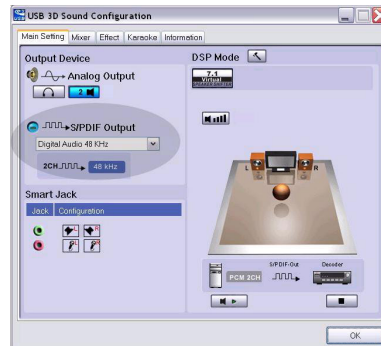 USB 3D Sound Configuration
Main Setting Mixer Effect Karaoke Information
Output Device
Analog Output
2
S/PDIF Output
Digital Audio 48 KHz
2CH 48 kHz
Smart Jack
Jack Configuration
L R
L R
DSP Mode
7.1
Virtual
SPEAKER SHIFTER
L R
S/PDIF-Out Decoder
PCM 2CH
OK